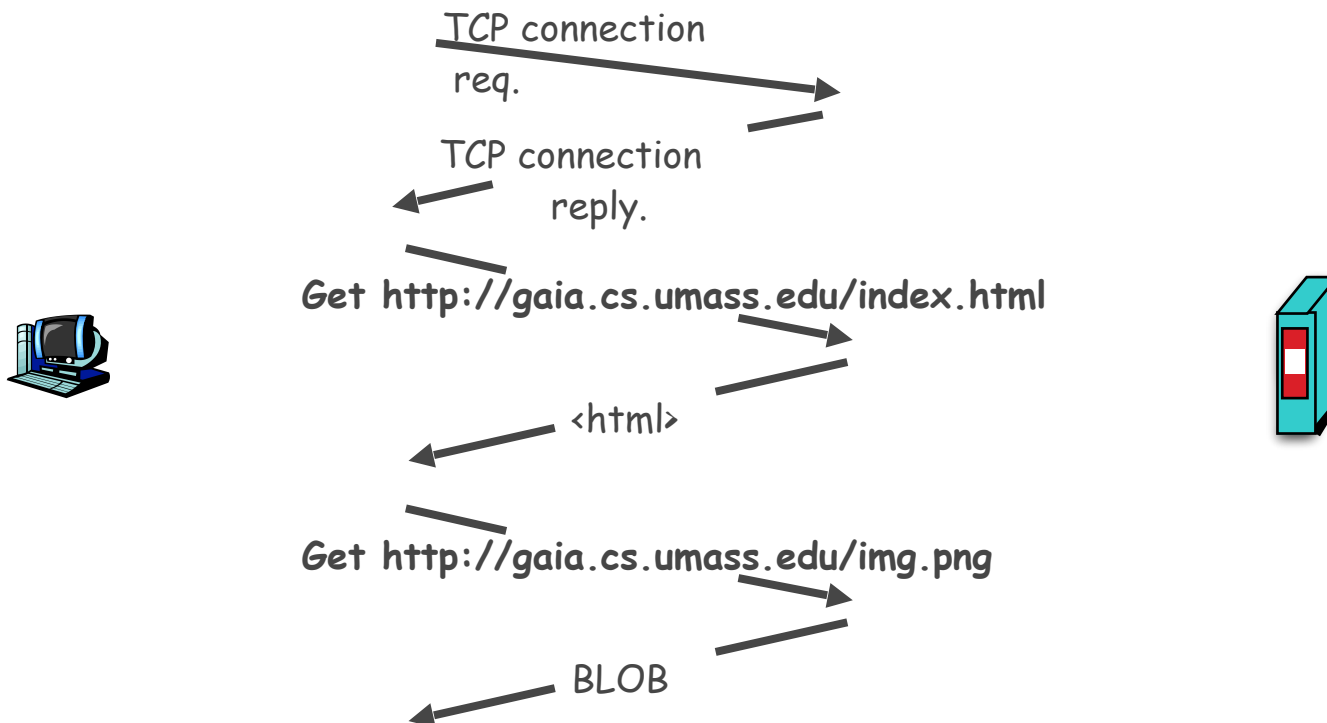 TCP connection
req.
TCP connection
reply.
Get http://gaia.cs.umass.edu/index.html
<html>
Get http://gaia.cs.umass.edu/img.png
BLOB